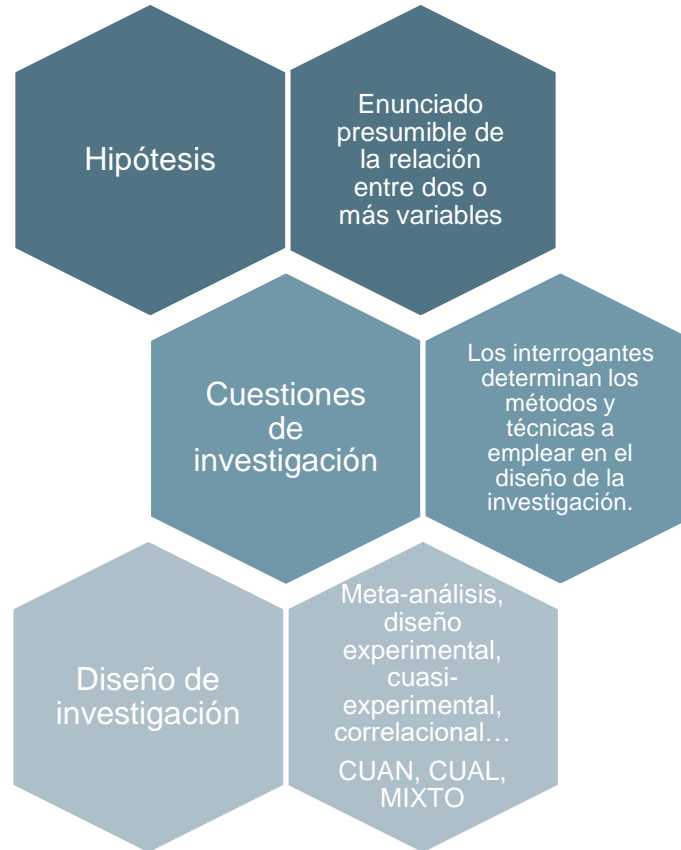 Hipótesis
Enunciado
presumible de
la relación
entre dos o
más variables
Cuestiones
de
investigación
Los interrogantes
determinan los
métodos y
técnicas a
emplear en el
diseño de la
investigación.
Diseño de
investigación
Meta-análisis,
diseño
experimental,
cuasi-
experimental,
correlacional…
CUAN, CUAL,
MIXTO